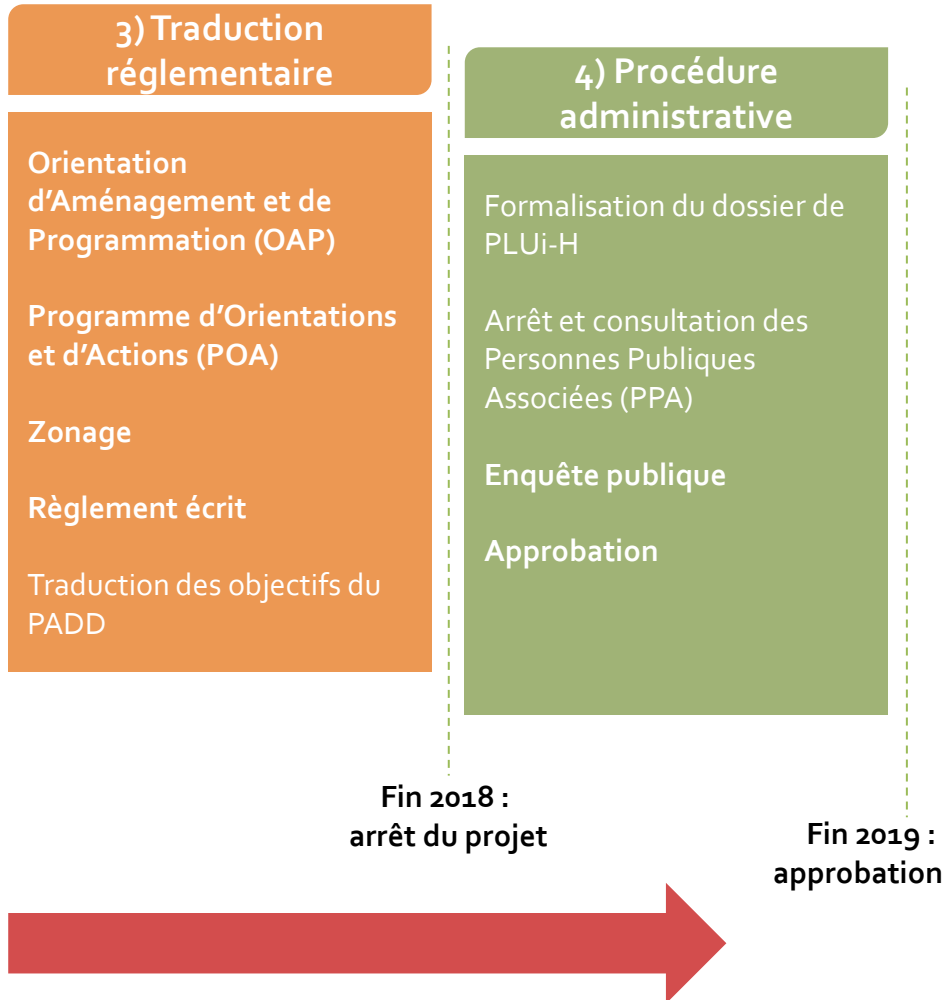 3) Traduction
réglementaire
Orientation
d'Aménagement et de
Programmation (OAP)
Programme d'Orientations
et d'Actions (POA)
Zonage
Règlement écrit
Traduction des objectifs du
PADD
4) Procédure
administrative
Formalisation du dossier de
PLUi-H
Arrêt et consultation des
Personnes Publiques
Associées (PPA)
Enquête publique
Approbation
Fin 2018 :
arrêt du projet
Fin 2019 :
approbation